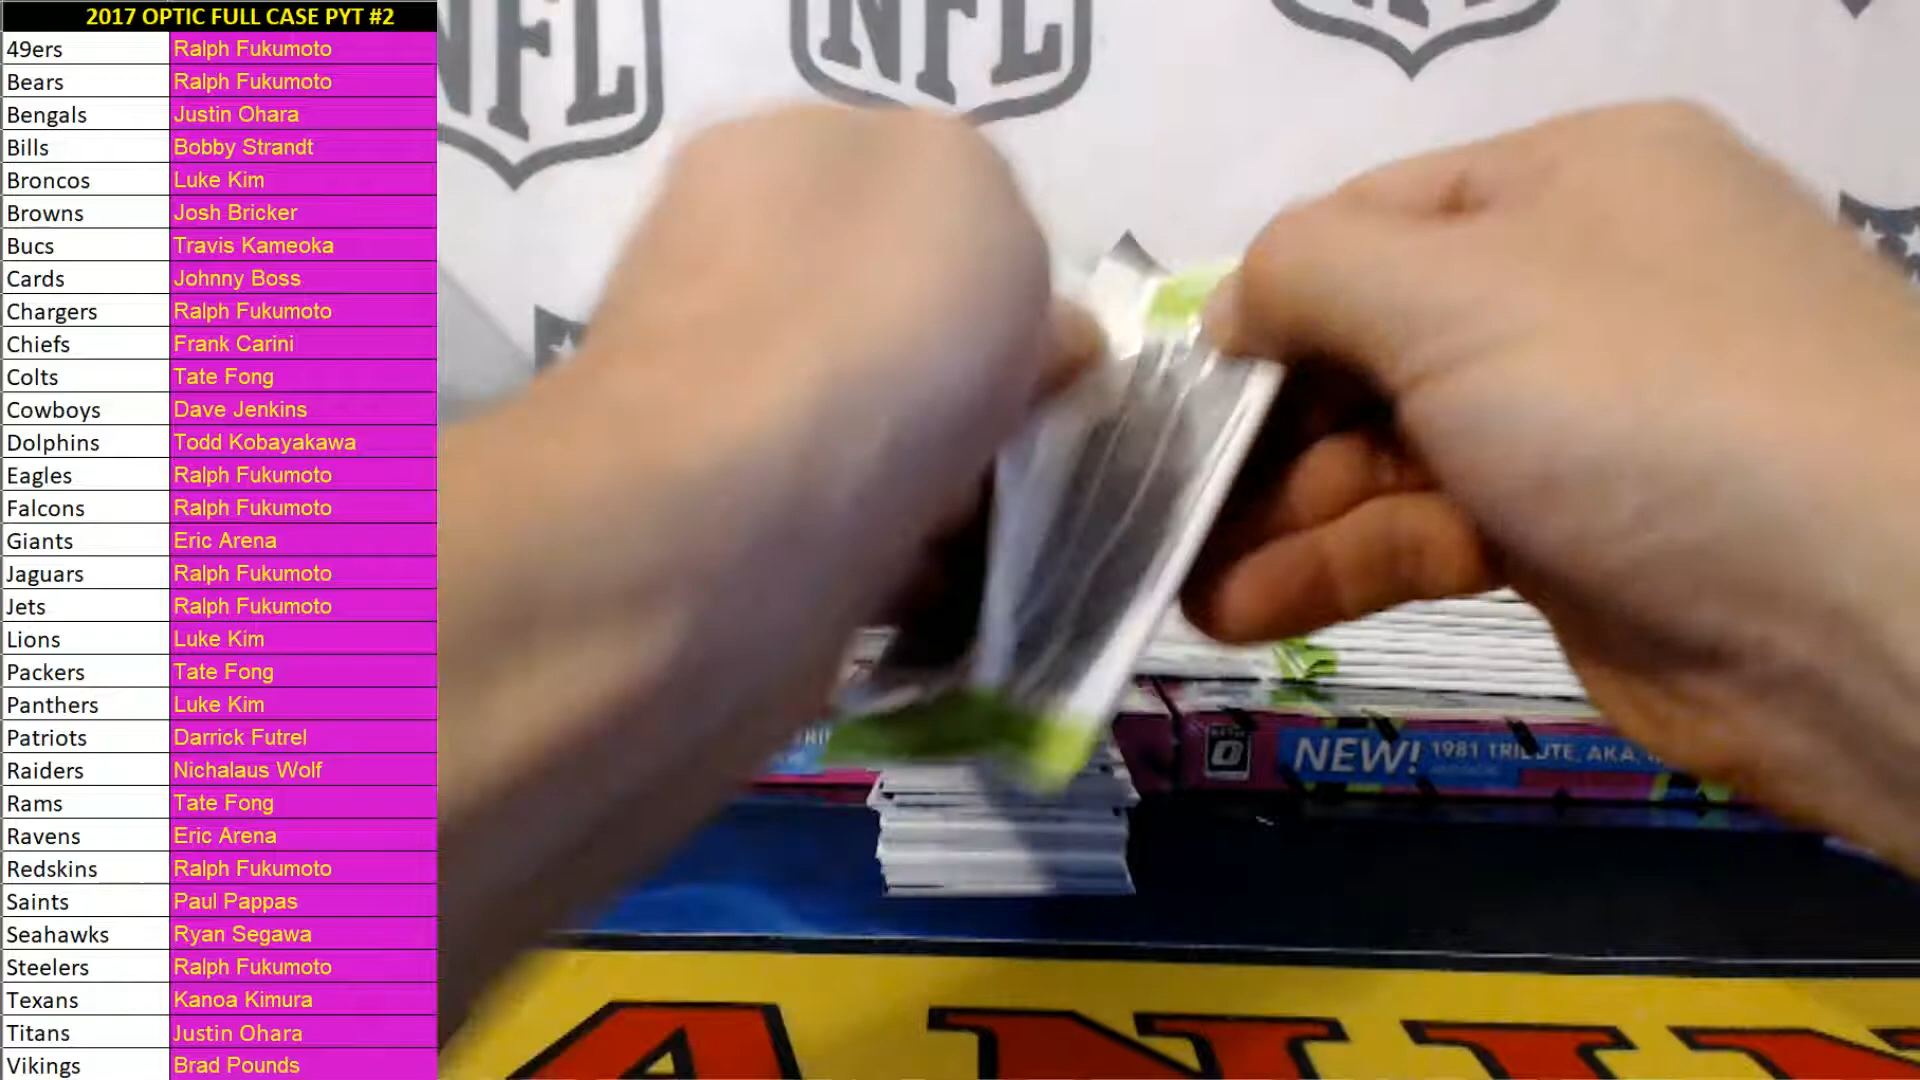 2017 OPTIC FULL CASE PYT #2
49ers Ralph Fukumoto
Bears Ralph Fukumoto
Bengals Justin Ohara
Bills Bobby Strandt
Broncos Luke Kim
Browns Josh Bricker
Bucs Travis Kameoka
Cards Johnny Boss
Chargers Ralph Fukumoto
Chiefs Frank Carini
Colts Tate Fong
Cowboys Dave Jenkins
Dolphins Todd Kobayakawa
Eagles Ralph Fukumoto
Falcons Ralph Fukumoto
Giants Eric Arena
Jaguars Ralph Fukumoto
Jets Ralph Fukumoto
Lions Luke Kim
Packers Tate Fong
Panthers Luke Kim
Patriots Darrick Futrel
Raiders Nichalaus Wolf
Rams Tate Fong
Ravens Eric Arena
Redskins Ralph Fukumoto
Saints Paul Pappas
Seahawks Ryan Segawa
Steelers Ralph Fukumoto
Texans Kanoa Kimura
Titans Justin Ohara
Vikings Brad Pounds
NFL
NFL
NEW! 1981 TRIBUTE, AKA,